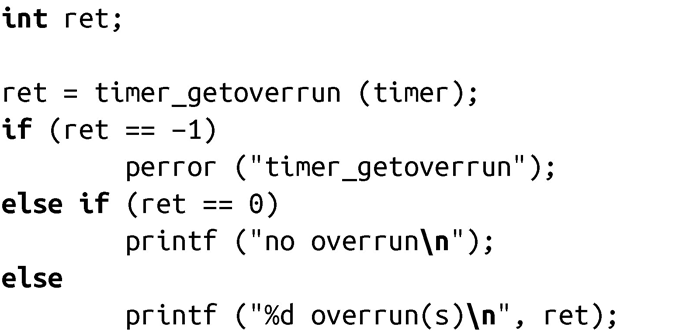 int ret;

ret = timer_getoverrun (timer);
if (ret == -1)
        perror ("timer_getoverrun");
else if (ret == 0)
        printf ("no overrun\n");
else
        printf ("%d overrun(s)\n", ret);